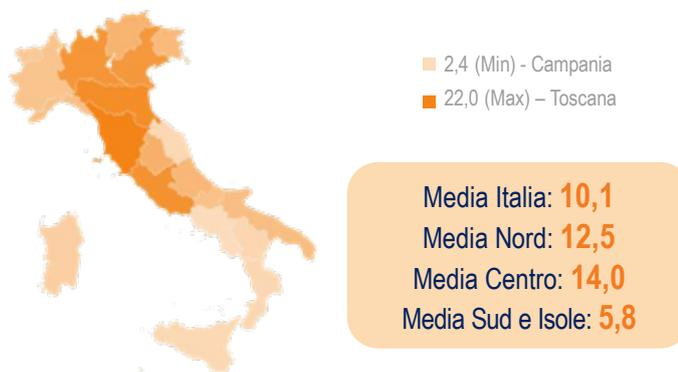 2,4 (Min) - Campania
22,0 (Max) – Toscana
Media Italia: 10,1
Media Nord: 12,5
Media Centro: 14,0
Media Sud e Isole: 5,8